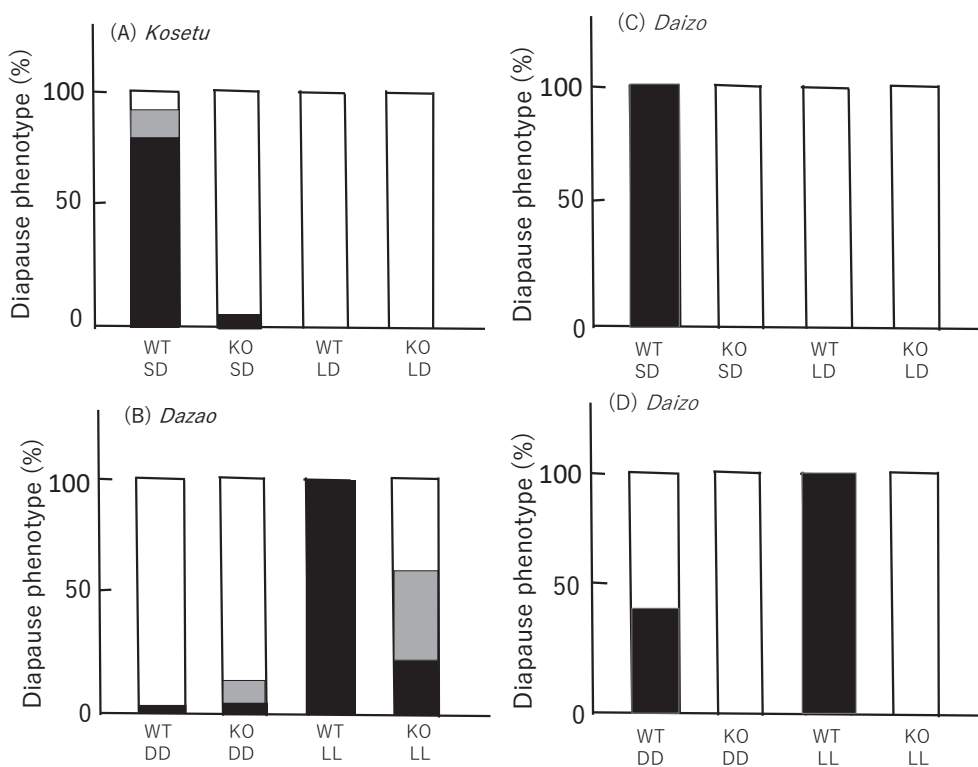 (A) Kosetu
Diapause phenotype (%)
100
50
0
WT KO WT KO
SD SD LD LD
(C) Daizo
Diapause phenotype (%)
100
50
0
WT KO WT KO
SD SD LD LD
(B) Dazao
Diapause phenotype (%)
100
50
0
WT KO WT KO
DD DD LL LL
(D) Daizo
Diapause phenotype (%)
100
50
0
WT KO WT KO
DD DD LL LL